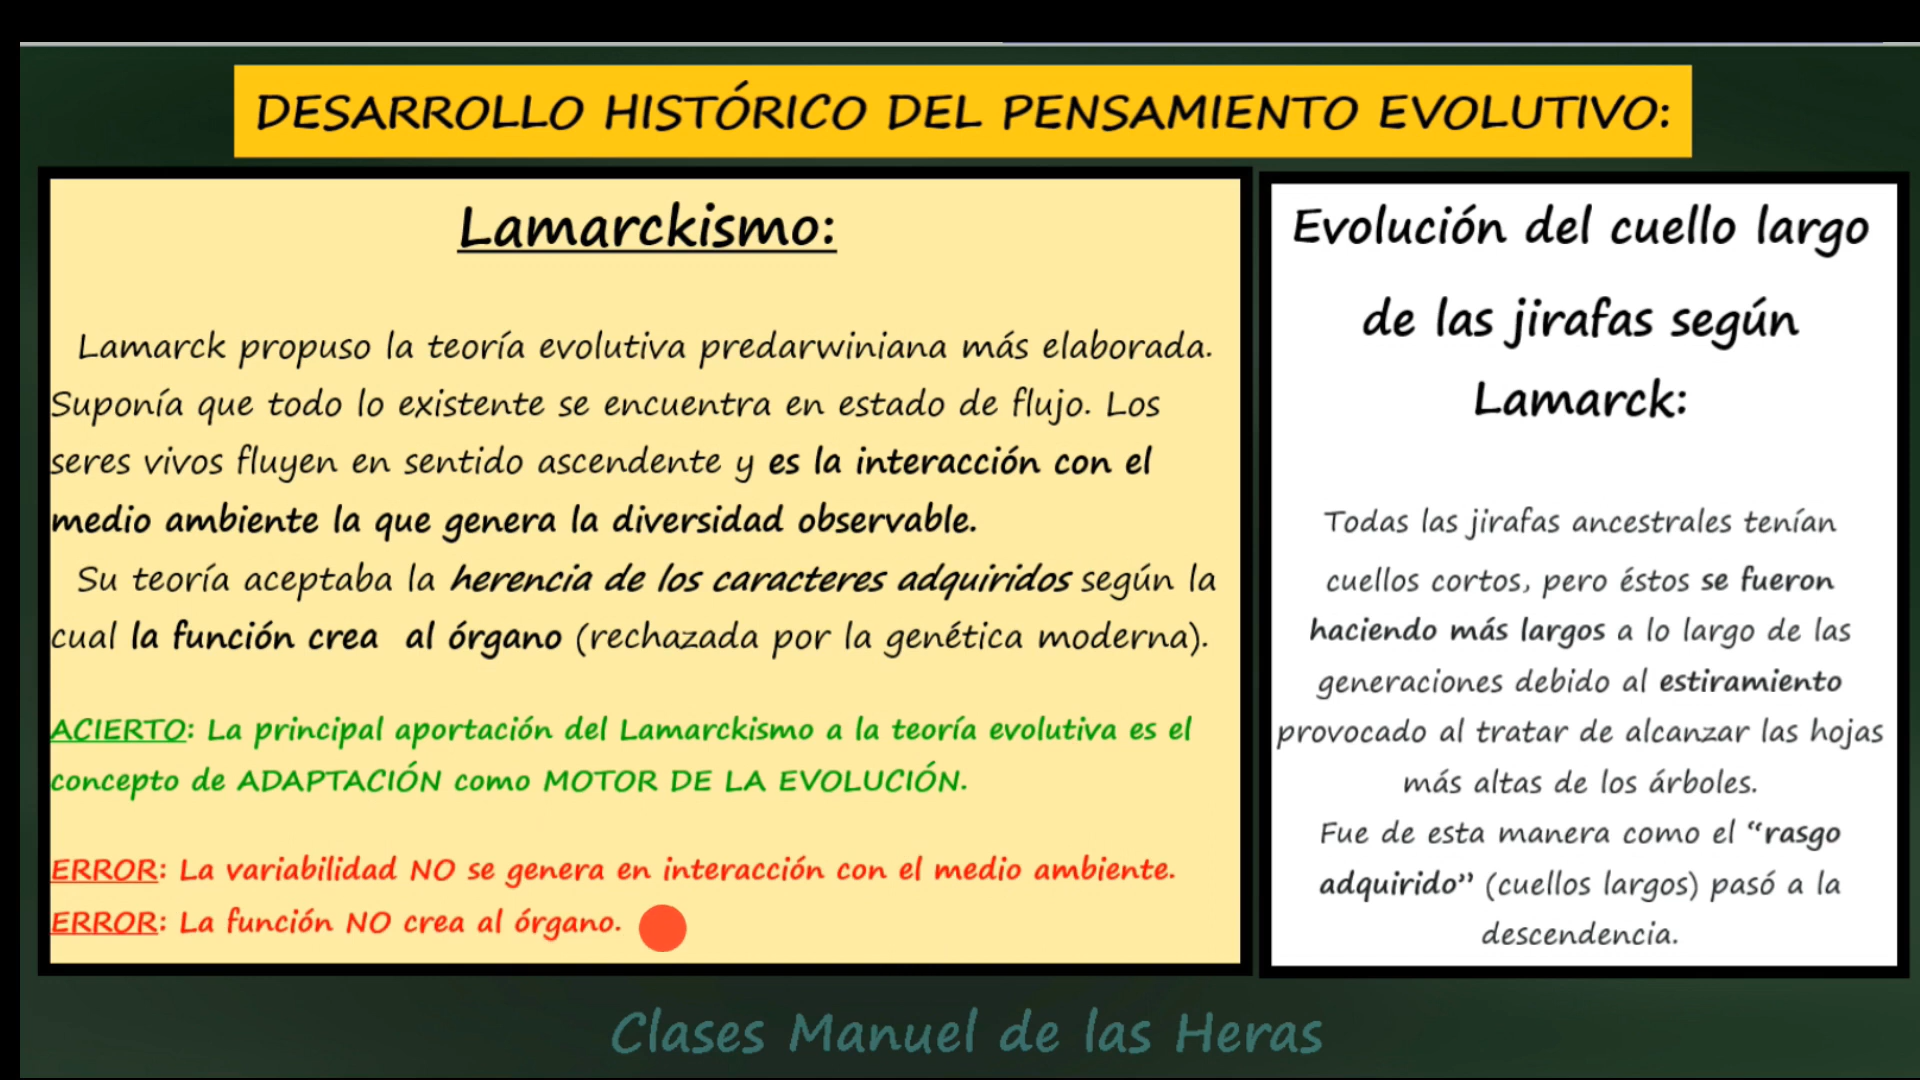 DESARROLLO HISTÓRICO DEL PENSAMIENTO EVOLUTIVO:
Lamarckismo:
Lamarck propuso la teoría evolutiva predarwiniana más elaborada.
Suponía que todo lo existente se encuentra en estado de flujo. Los
seres vivos fluyen en sentido ascendente y es la interacción con el
medio ambiente la que genera la diversidad observable.
Su teoría aceptaba la herencia de los caracteres adquiridos según la
cual la función crea al órgano (rechazada por la genética moderna).
ACIERTO: La principal aportación del Lamarckismo a la teoría evolutiva es el
concepto de ADAPTACIÓN como MOTOR DE LA EVOLUCIÓN.
ERROR: La variabilidad NO se genera en interacción con el medio ambiente.
ERROR: La función NO crea al órgano.
Evolución del cuello largo
de las jirafas según
Lamarck:
Todas las jirafas ancestrales tenían
cuellos cortos, pero éstos se fueron
haciendo más largos a lo largo de las
generaciones debido al estiramiento
provocado al tratar de alcanzar las hojas
más altas de los árboles.
Fue de esta manera como el “rasgo
adquirido” (cuellos largos) pasó a la
descendencia.
Clases Manuel de las Heras